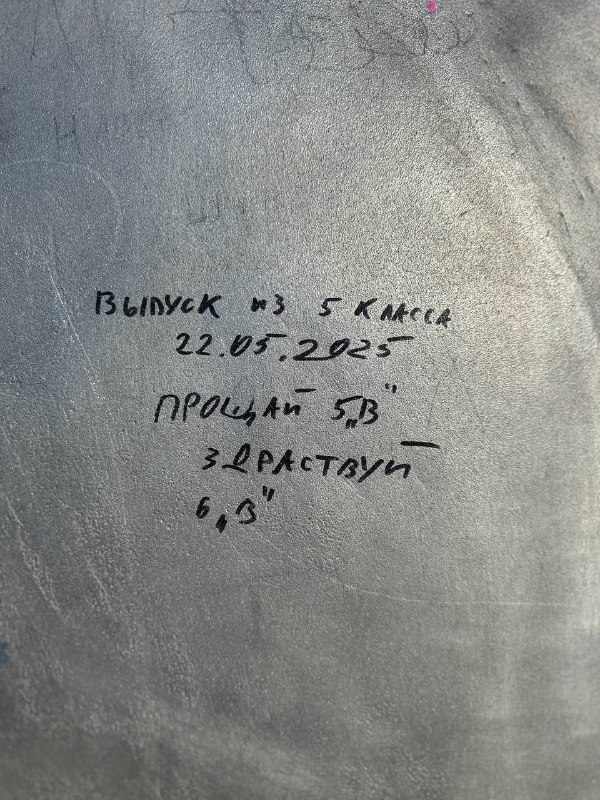 ВЫПУСК ИЗ 5 КЛАССА
22.05.2025
ПРОЩАЙ 5„В"
ЗДРАСТВУЙ
6„В"